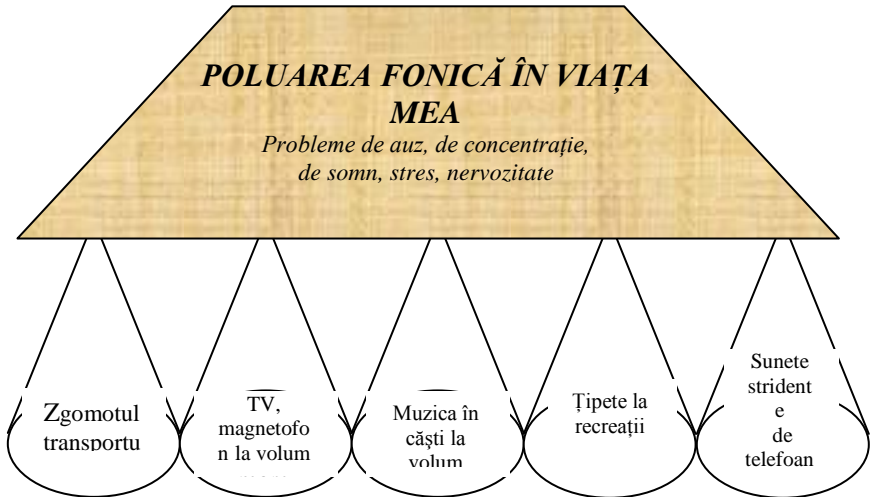 POLUAREA FONICĂ ÎN VIAȚA
MEA
Probleme de auz, de concentrație,
de somn, stres, nervozitate
Zgomotul
transportu
TV,
magnetofo
n la volum
Muzica în
căști la
volum
Țipete la
recreații
Sunete
strident
e
de
telefoan